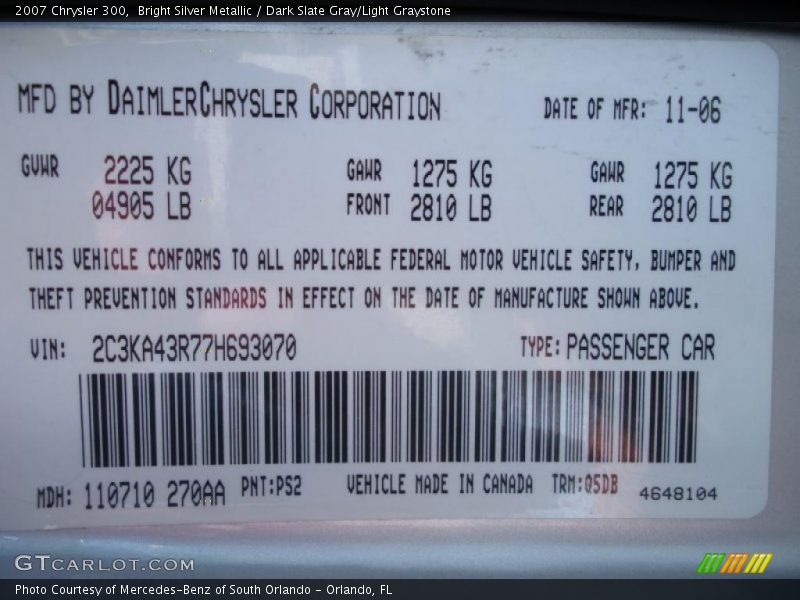 2007 Chrysler 300,  Bright Silver Metallic / Dark Slate Gray/Light Graystone
MFD BY DAIMLERCHRYSLER CORPORATION DATE OF MFR: 11-06
GVWR 2225 KG GAWR 1275 KG GAWR 1275 KG
04905 LB FRONT 2810 LB REAR 2810 LB
THIS VEHICLE CONFORMS TO ALL APPLICABLE FEDERAL MOTOR VEHICLE SAFETY, BUMPER AND
THEFT PREVENTION STANDARDS IN EFFECT ON THE DATE OF MANUFACTURE SHOWN ABOVE.
VIN: 2C3KA43R77H693070 TYPE: PASSENGER CAR
MDH: 110710 270AA PNT:PS2 VEHICLE MADE IN CANADA TRM:Q5DB 4648104
GTCARLOT.COM
Photo Courtesy of Mercedes-Benz of South Orlando - Orlando, FL